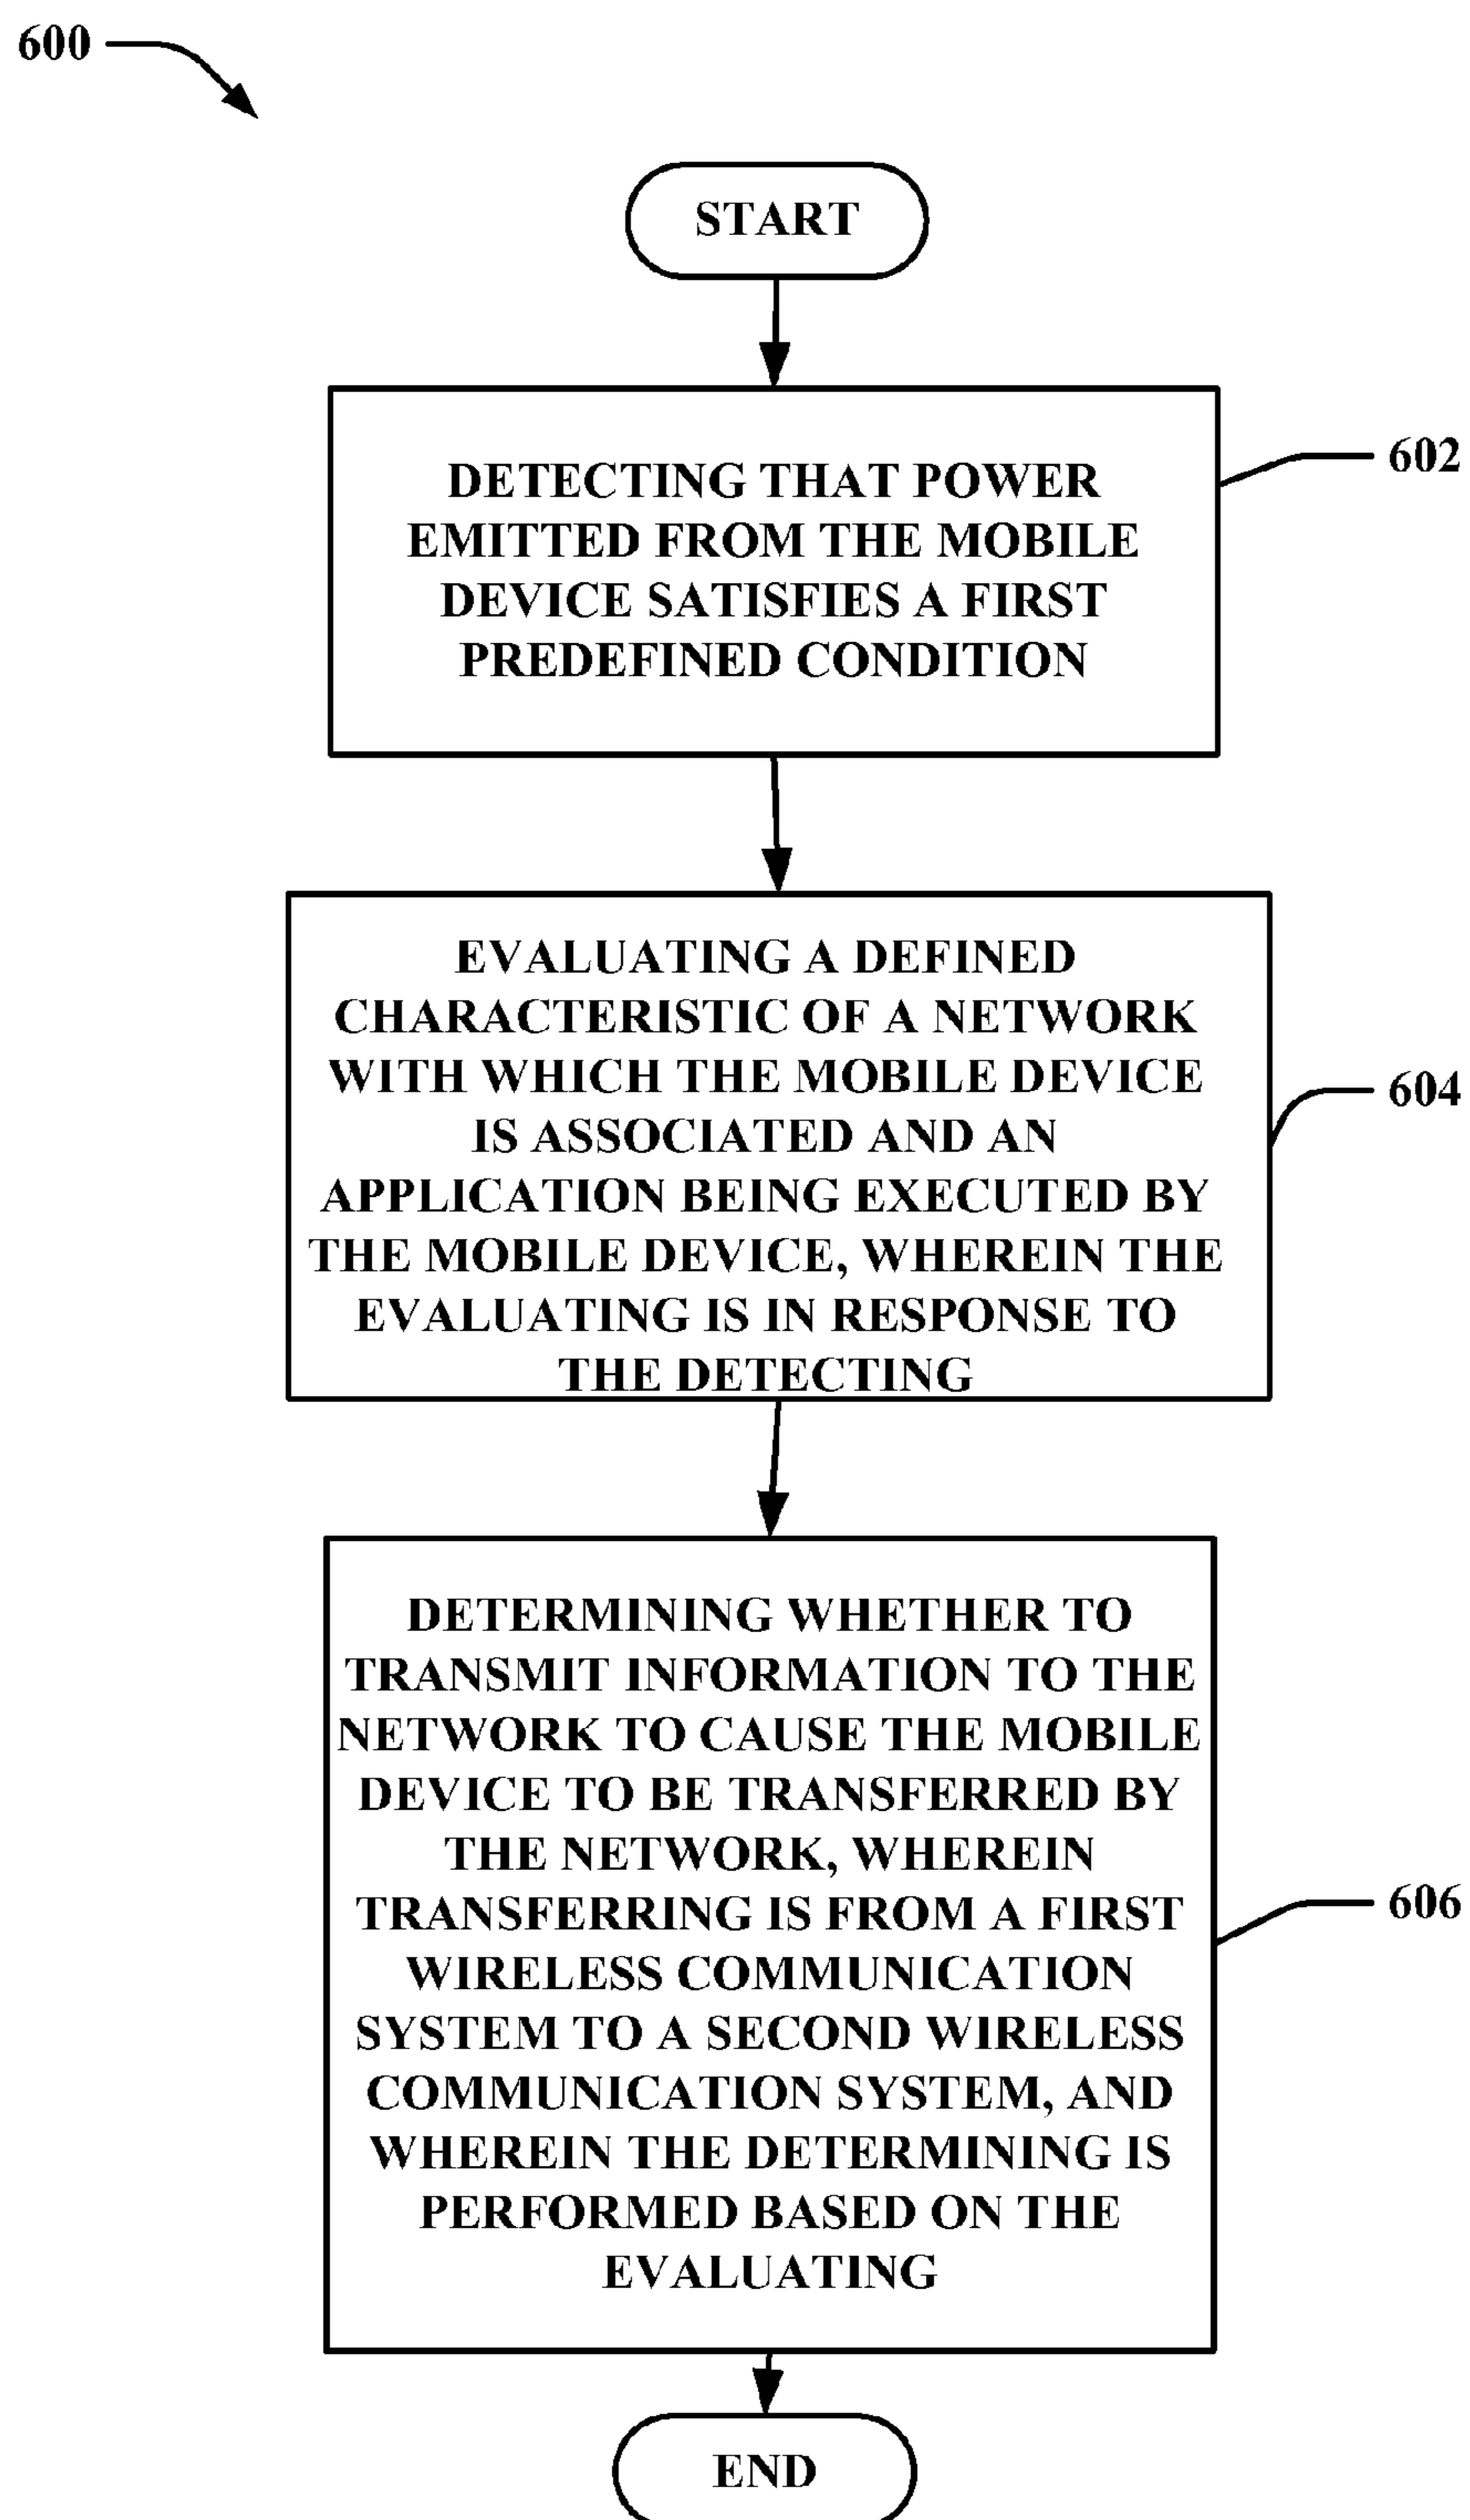 600
START
DETECTING THAT POWER
EMITTED FROM THE MOBILE
DEVICE SATISFIES A FIRST
PREDEFINED CONDITION
602
EVALUATING A DEFINED
CHARACTERISTIC OF A NETWORK
WITH WHICH THE MOBILE DEVICE
IS ASSOCIATED AND AN
APPLICATION BEING EXECUTED BY
THE MOBILE DEVICE, WHEREIN THE
EVALUATING IS IN RESPONSE TO
THE DETECTING
604
DETERMINING WHETHER TO
TRANSMIT INFORMATION TO THE
NETWORK TO CAUSE THE MOBILE
DEVICE TO BE TRANSFERRED BY
THE NETWORK, WHEREIN
TRANSFERRING IS FROM A FIRST
WIRELESS COMMUNICATION
SYSTEM TO A SECOND WIRELESS
COMMUNICATION SYSTEM, AND
WHEREIN THE DETERMINING IS
PERFORMED BASED ON THE
EVALUATING
606
END